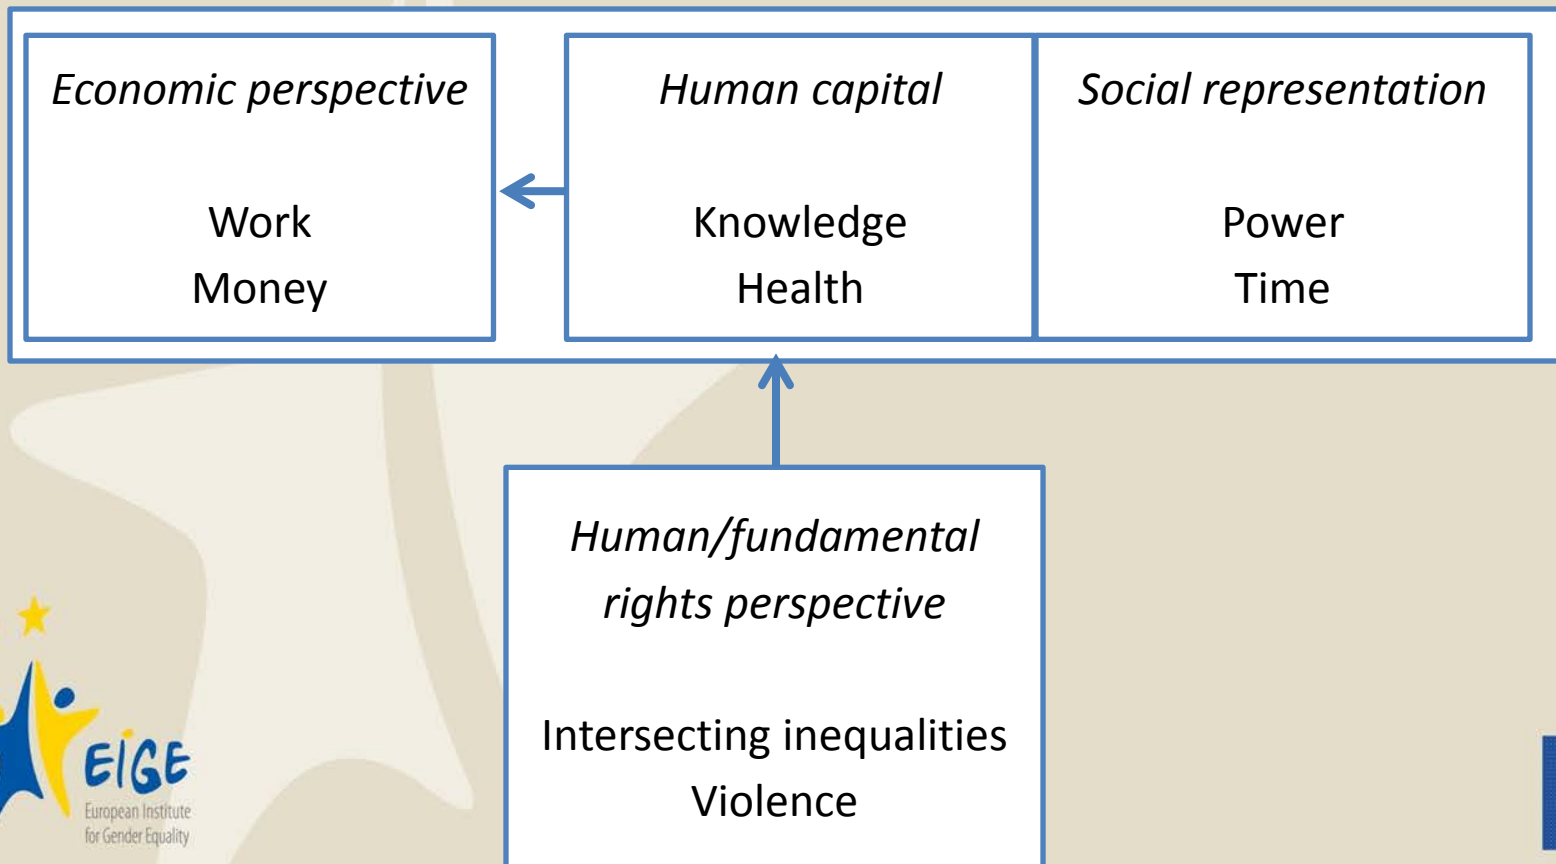 Economic perspective
Work
Money
Human capital
Knowledge
Health
Social representation
Power
Time
Human/fundamental
rights perspective
Intersecting inequalities
Violence
EIGE
European Institute
for Gender Equality